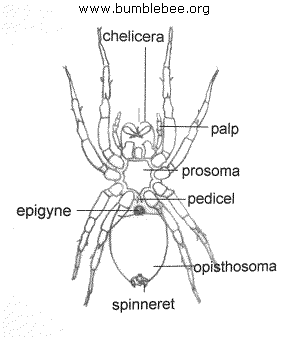 www.bumblebee.org
chelicera
palp
prosoma
pedicel
epigyne
opisthosoma
spinneret